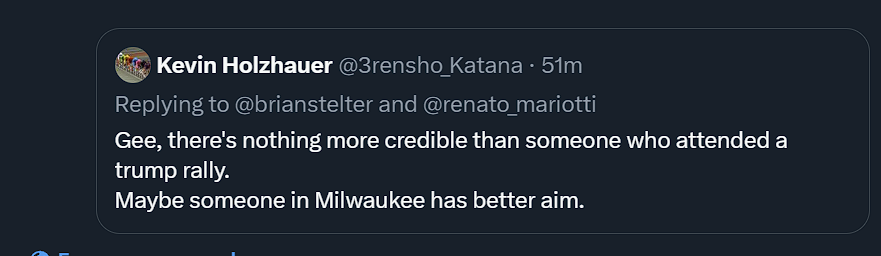 Kevin Holzhauer @3rensho_Katana · 51m
Replying to @brianstelter and @renato_mariotti
Gee, there's nothing more credible than someone who attended a
trump rally.
Maybe someone in Milwaukee has better aim.